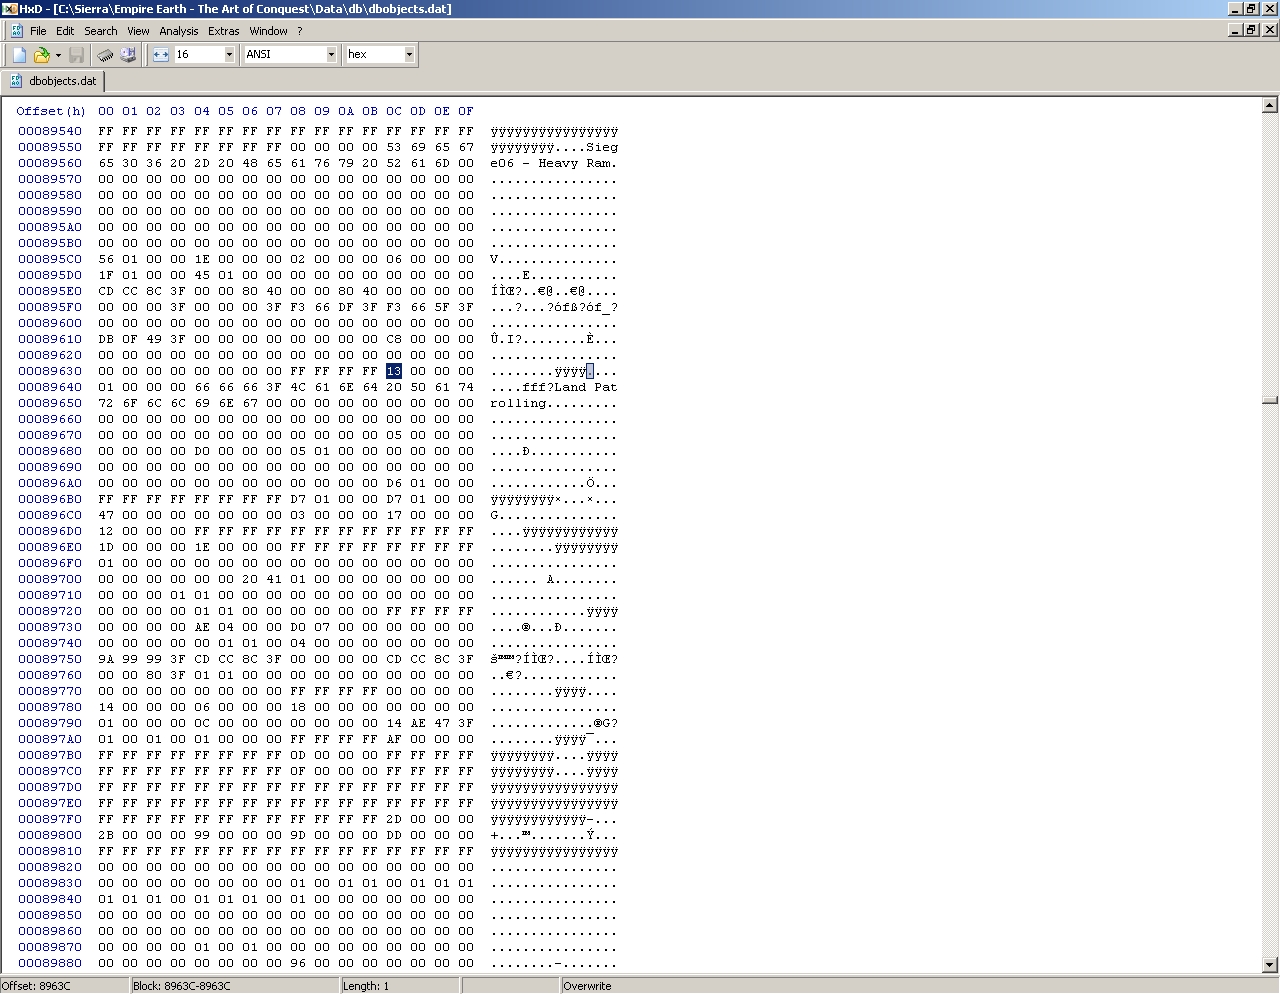 HxD - [C:\Sierra\Empire Earth - The Art of Conquest\Data\db\dbobjects.dat]
File Edit Search View Analysis Extras Window ?
16 ANSI hex
dbobjects.dat
Offset(h) 00 01 02 03 04 05 06 07 08 09 0A 0B 0C 0D 0E 0F
00089540 FF FF FF FF FF FF FF FF FF FF FF FF FF FF FF FF ÿÿÿÿÿÿÿÿÿÿÿÿÿÿÿÿ
00089550 FF FF FF FF FF FF FF FF 00 00 00 00 53 69 65 67 ÿÿÿÿÿÿÿÿ....Sieg
00089560 65 30 36 20 2D 20 48 65 61 76 79 20 52 61 6D 00 e06 - Heavy Ram.
00089570 00 00 00 00 00 00 00 00 00 00 00 00 00 00 00 00 ................
00089580 00 00 00 00 00 00 00 00 00 00 00 00 00 00 00 00 ................
00089590 00 00 00 00 00 00 00 00 00 00 00 00 00 00 00 00 ................
000895A0 00 00 00 00 00 00 00 00 00 00 00 00 00 00 00 00 ................
000895B0 00 00 00 00 00 00 00 00 00 00 00 00 00 00 00 00 ................
000895C0 56 01 00 00 1E 00 00 00 02 00 00 00 06 00 00 00 V...............
000895D0 1F 01 00 00 45 01 00 00 00 00 00 00 00 00 00 00 ....E...........
000895E0 CD CC 8C 3F 00 00 80 40 00 00 80 40 00 00 00 00 ÍÌŒ?..€@..€@....
000895F0 00 00 00 3F 00 00 00 3F F3 66 DF 3F F3 66 5F 3F ...?...?ófß?óf_?
00089600 00 00 00 00 00 00 00 00 00 00 00 00 00 00 00 00 ................
00089610 DB 0F 49 3F 00 00 00 00 00 00 00 00 C8 00 00 00 Û.I?........È...
00089620 00 00 00 00 00 00 00 00 00 00 00 00 00 00 00 00 ................
00089630 00 00 00 00 00 00 00 00 FF FF FF FF 13 00 00 00 ........ÿÿÿÿ....
00089640 01 00 00 00 66 66 66 3F 4C 61 6E 64 20 50 61 74 ....fff?Land Pat
00089650 72 6F 6C 6C 69 6E 67 00 00 00 00 00 00 00 00 00 rolling.........
00089660 00 00 00 00 00 00 00 00 00 00 00 00 00 00 00 00 ................
00089670 00 00 00 00 00 00 00 00 00 00 00 00 05 00 00 00 ................
00089680 00 00 00 00 D0 00 00 00 05 01 00 00 00 00 00 00 ....Ð...........
00089690 00 00 00 00 00 00 00 00 00 00 00 00 00 00 00 00 ................
000896A0 00 00 00 00 00 00 00 00 00 00 00 00 D6 01 00 00 ............Ö...
000896B0 FF FF FF FF FF FF FF FF D7 01 00 00 D7 01 00 00 ÿÿÿÿÿÿÿÿ×...×...
000896C0 47 00 00 00 00 00 00 00 03 00 00 00 17 00 00 00 G...............
000896D0 12 00 00 00 FF FF FF FF FF FF FF FF FF FF FF FF ....ÿÿÿÿÿÿÿÿÿÿÿÿ
000896E0 1D 00 00 00 1E 00 00 00 FF FF FF FF FF FF FF FF ........ÿÿÿÿÿÿÿÿ
000896F0 01 00 00 00 00 00 00 00 00 00 00 00 00 00 00 00 ................
00089700 00 00 00 00 00 00 20 41 01 00 00 00 00 00 00 00 ...... A........
00089710 00 00 00 01 01 00 00 00 00 00 00 00 00 00 00 00 ................
00089720 00 00 00 00 01 01 00 00 00 00 00 00 FF FF FF FF ............ÿÿÿÿ
00089730 00 00 00 00 AE 04 00 00 D0 07 00 00 00 00 00 00 ....®...Ð.......
00089740 00 00 00 00 00 01 01 00 04 00 00 00 00 00 00 00 ................
00089750 9A 99 99 3F CD CC 8C 3F 00 00 00 00 CD CC 8C 3F š™™?ÍÌŒ?....ÍÌŒ?
00089760 00 00 80 3F 01 01 00 00 00 00 00 00 00 00 00 00 ..€?............
00089770 00 00 00 00 00 00 00 00 FF FF FF FF 00 00 00 00 ........ÿÿÿÿ....
00089780 14 00 00 00 06 00 00 00 18 00 00 00 00 00 00 00 ................
00089790 01 00 00 00 0C 00 00 00 00 00 00 00 14 AE 47 3F .............®G?
000897A0 01 00 01 00 01 00 00 00 FF FF FF FF AF 00 00 00 ........ÿÿÿÿ¯...
000897B0 FF FF FF FF FF FF FF FF 0D 00 00 00 FF FF FF FF ÿÿÿÿÿÿÿÿ....ÿÿÿÿ
000897C0 FF FF FF FF FF FF FF FF 0F 00 00 00 FF FF FF FF ÿÿÿÿÿÿÿÿ....ÿÿÿÿ
000897D0 FF FF FF FF FF FF FF FF FF FF FF FF FF FF FF FF ÿÿÿÿÿÿÿÿÿÿÿÿÿÿÿÿ
000897E0 FF FF FF FF FF FF FF FF FF FF FF FF FF FF FF FF ÿÿÿÿÿÿÿÿÿÿÿÿÿÿÿÿ
000897F0 FF FF FF FF FF FF FF FF FF FF FF FF 2D 00 00 00 ÿÿÿÿÿÿÿÿÿÿÿÿ-...
00089800 2B 00 00 00 99 00 00 00 9D 00 00 00 DD 00 00 00 +...™.......Ý...
00089810 FF FF FF FF FF FF FF FF FF FF FF FF FF FF FF FF ÿÿÿÿÿÿÿÿÿÿÿÿÿÿÿÿ
00089820 00 00 00 00 00 00 00 00 00 00 00 00 00 00 00 00 ................
00089830 00 00 00 00 00 00 00 00 01 00 01 01 00 01 01 01 ................
00089840 01 01 01 00 01 01 01 00 01 00 00 00 00 00 00 00 ................
00089850 00 00 00 00 00 00 00 00 00 00 00 00 00 00 00 00 ................
00089860 00 00 00 00 00 00 00 00 00 00 00 00 00 00 00 00 ................
00089870 00 00 00 00 01 00 01 00 00 00 00 00 00 00 00 00 ................
00089880 00 00 00 00 00 00 00 00 96 00 00 00 00 00 00 00 ........–.......
Offset: 8963C Block: 8963C-8963C Length: 1 Overwrite